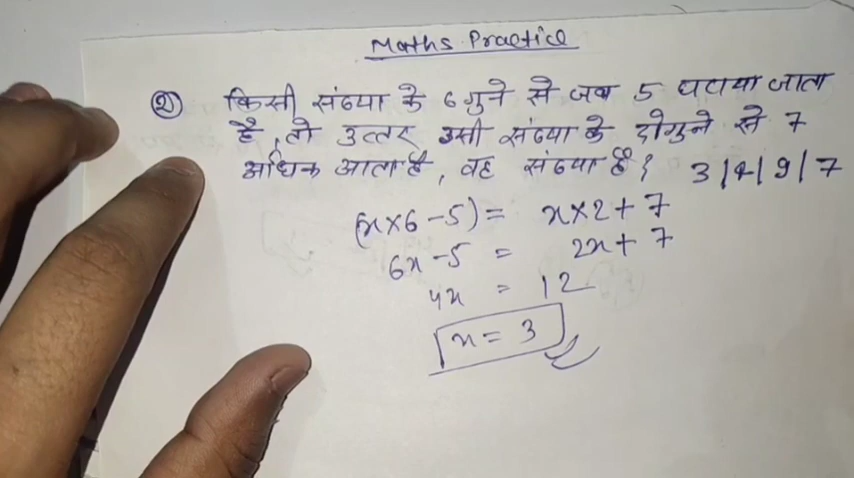 Maths Practice
② किसी संख्या के 6 गुने से जब 5 घटाया जाता
है, तो उत्तर उसी संख्या के दोगुने से 7
अधिक आता है, वह संख्या है? 3/4/9/7
(x×6-5) = x×2+7
6x-5 = 2x+7
4x = 12
x = 3